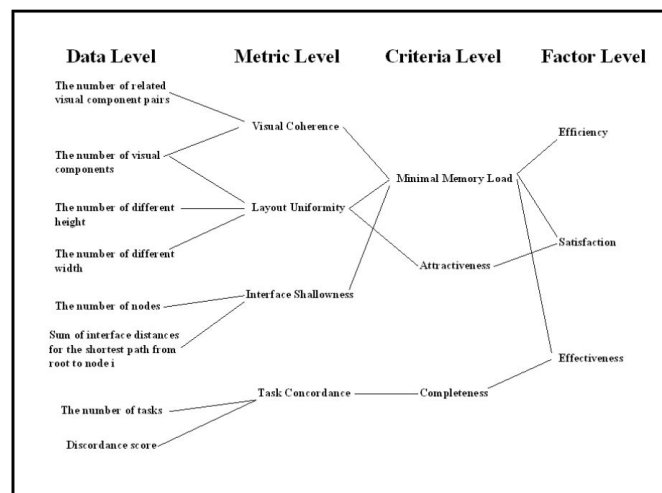 Data Level
Metric Level
Criteria Level
Factor Level
The number of related
visual component pairs
Visual Coherence
Efficiency
The number of visual
components
Minimal Memory Load
The number of different
height
Layout Uniformity
Satisfaction
The number of different
width
Attractiveness
The number of nodes
Interface Shallowness
Sum of interface distances
for the shortest path from
root to node i
Effectiveness
Task Concordance
Completeness
The number of tasks
Discordance score